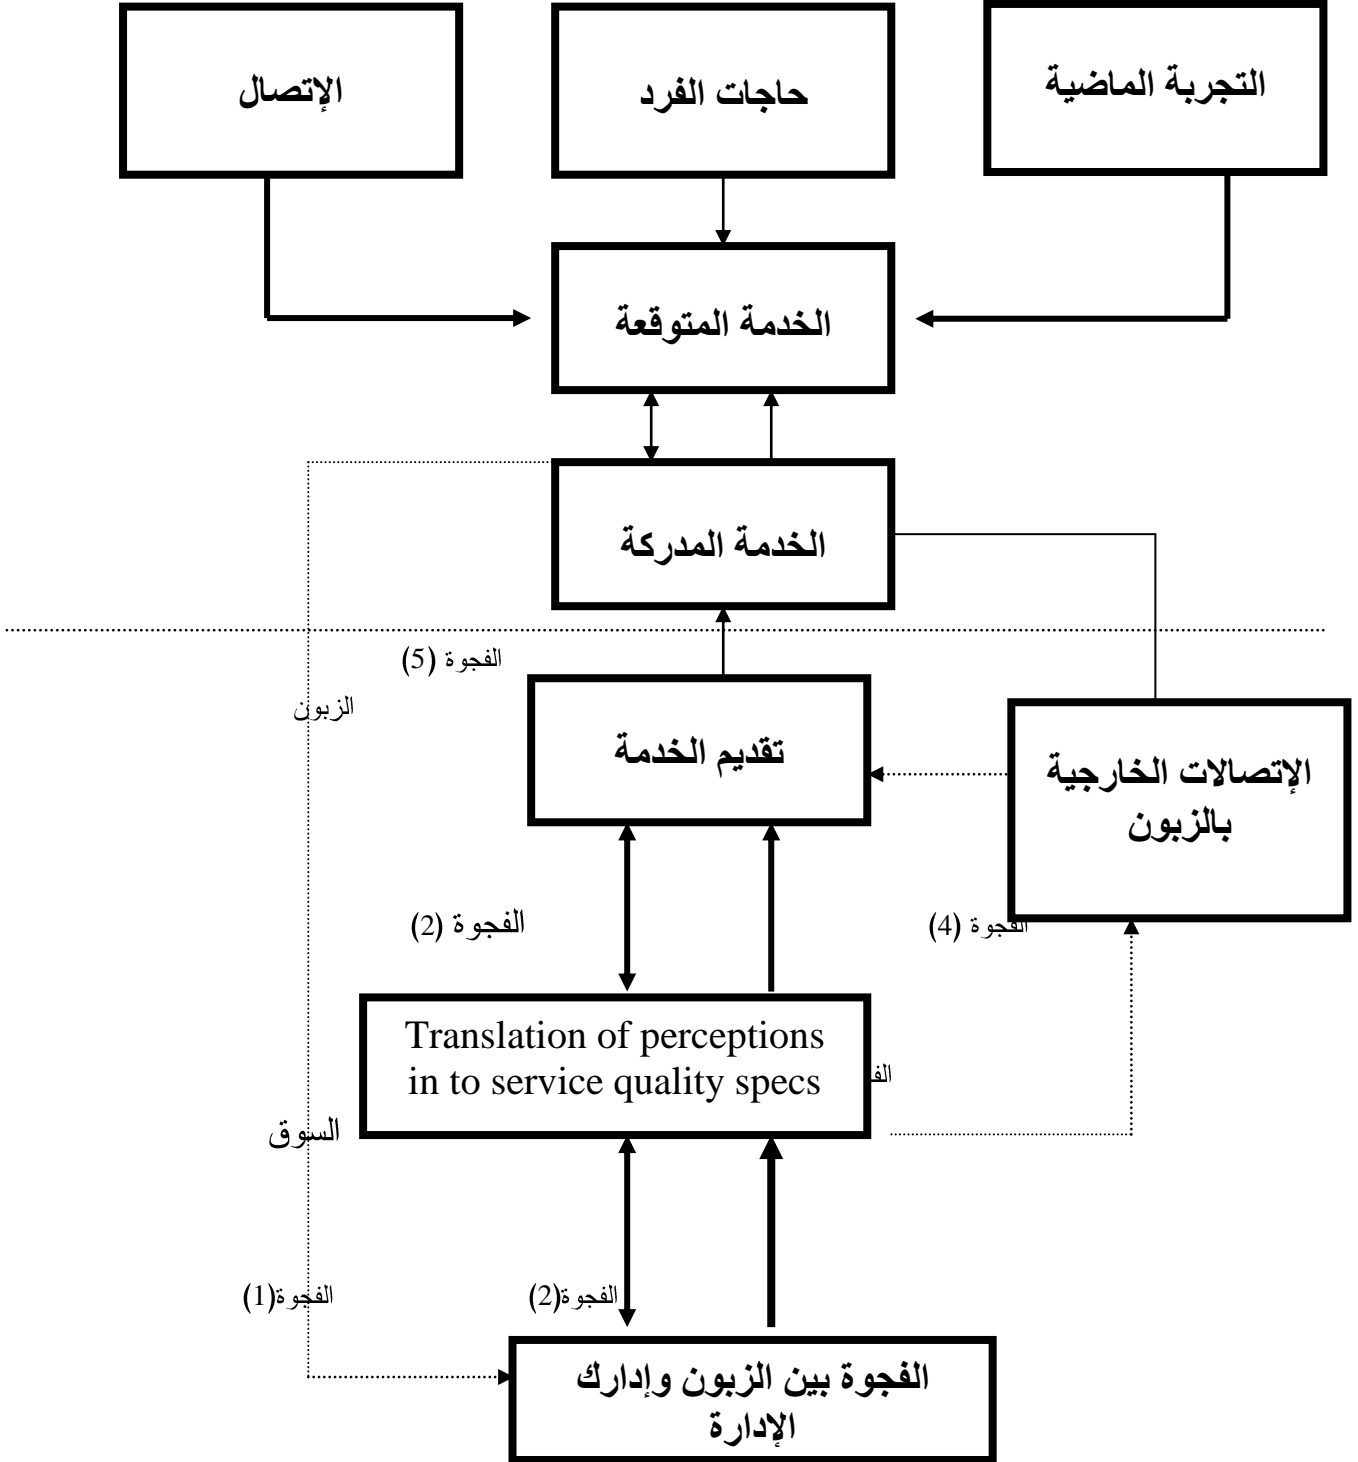 التجربة الماضية
حاجات الفرد
الإتصال
الخدمة المتوقعة
الخدمة المدركة
الفجوة (5)
الزبون
تقديم الخدمة
الإتصالات الخارجية
بالزبون
الفجوة (2)
الفجوة (4)
Translation of perceptions
in to service quality specs
السوق
الفجوة(1)
الفجوة(2)
الفجوة بين الزبون وإدارك
الإدارة